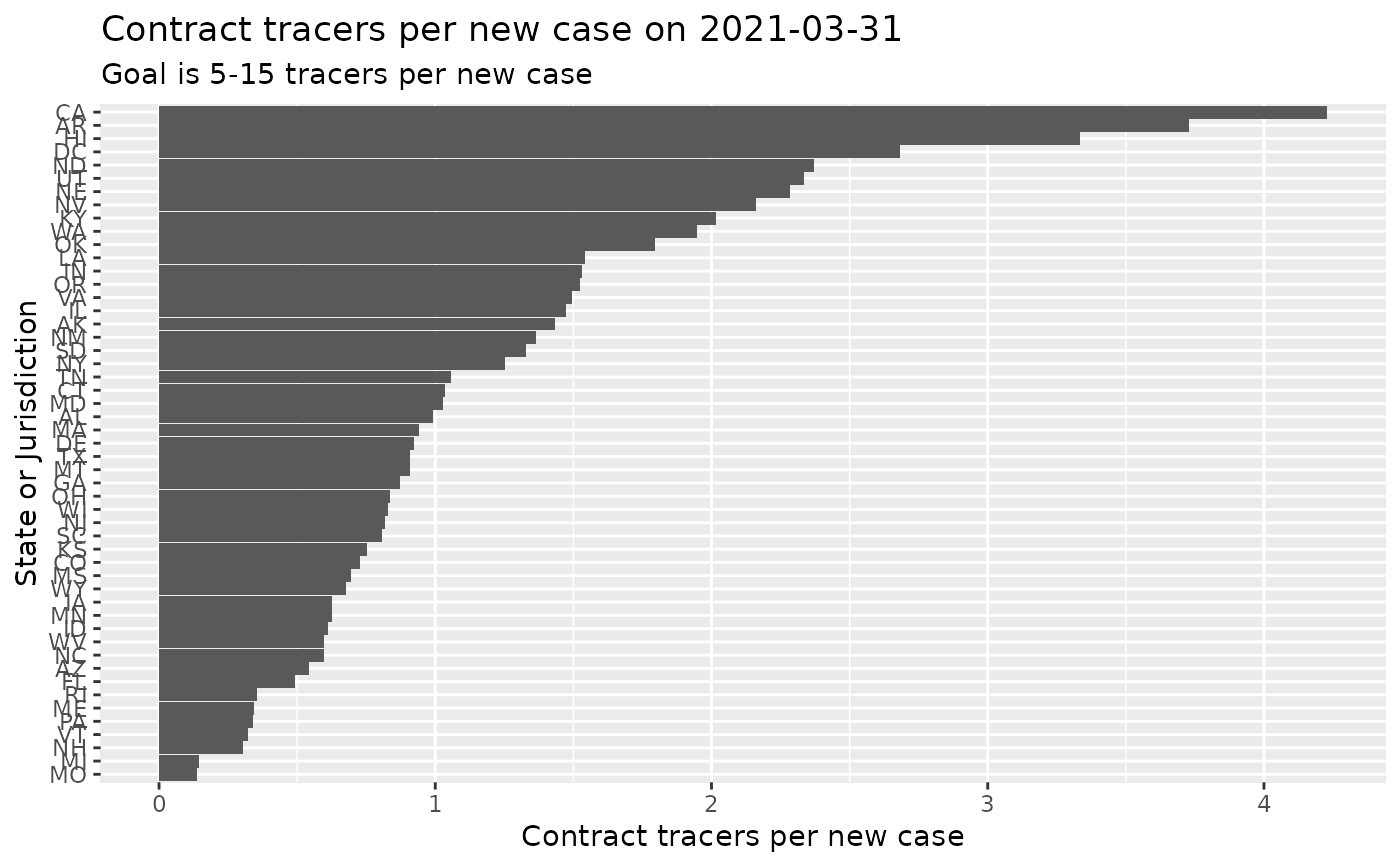 Contract tracers per new case on 2021-03-31
Goal is 5-15 tracers per new case
State or Jurisdiction
CA
AR
HI
DC
ND
UT
NE
NV
KY
WA
OK
LA
IN
OR
VA
IL
AK
NM
SD
NY
TN
CT
MD
AL
MA
DE
TX
MT
GA
OH
WI
NJ
SC
KS
CO
MS
WY
IA
MN
ID
WV
NC
AZ
FL
RI
ME
PA
VT
NH
MI
MO
0 1 2 3 4
Contract tracers per new case